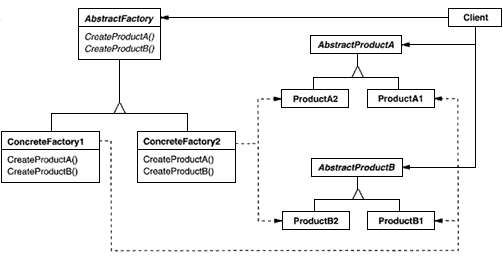 AbstractFactory
CreateProductA()
CreateProductB()
Client
AbstractProductA
ProductA2
ProductA1
ConcreteFactory1
CreateProductA()
CreateProductB()
ConcreteFactory2
CreateProductA()
CreateProductB()
AbstractProductB
ProductB2
ProductB1